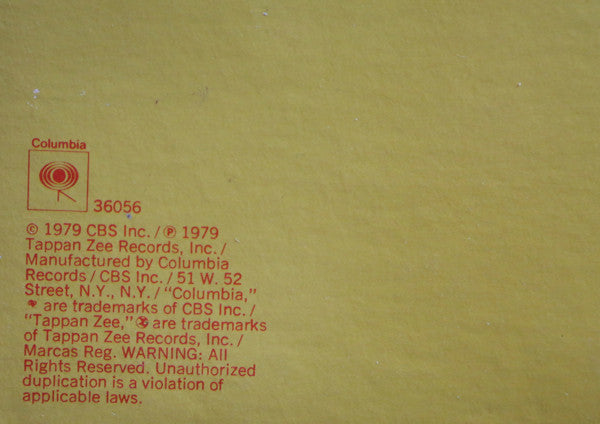 Columbia
36056
© 1979 CBS Inc. / ℗ 1979
Tappan Zee Records, Inc. /
Manufactured by Columbia
Records / CBS Inc. / 51 W. 52
Street, N.Y., N.Y. / "Columbia,"
are trademarks of CBS Inc. /
"Tappan Zee," are trademarks
of Tappan Zee Records, Inc. /
Marcas Reg. WARNING: All
Rights Reserved. Unauthorized
duplication is a violation of
applicable laws.